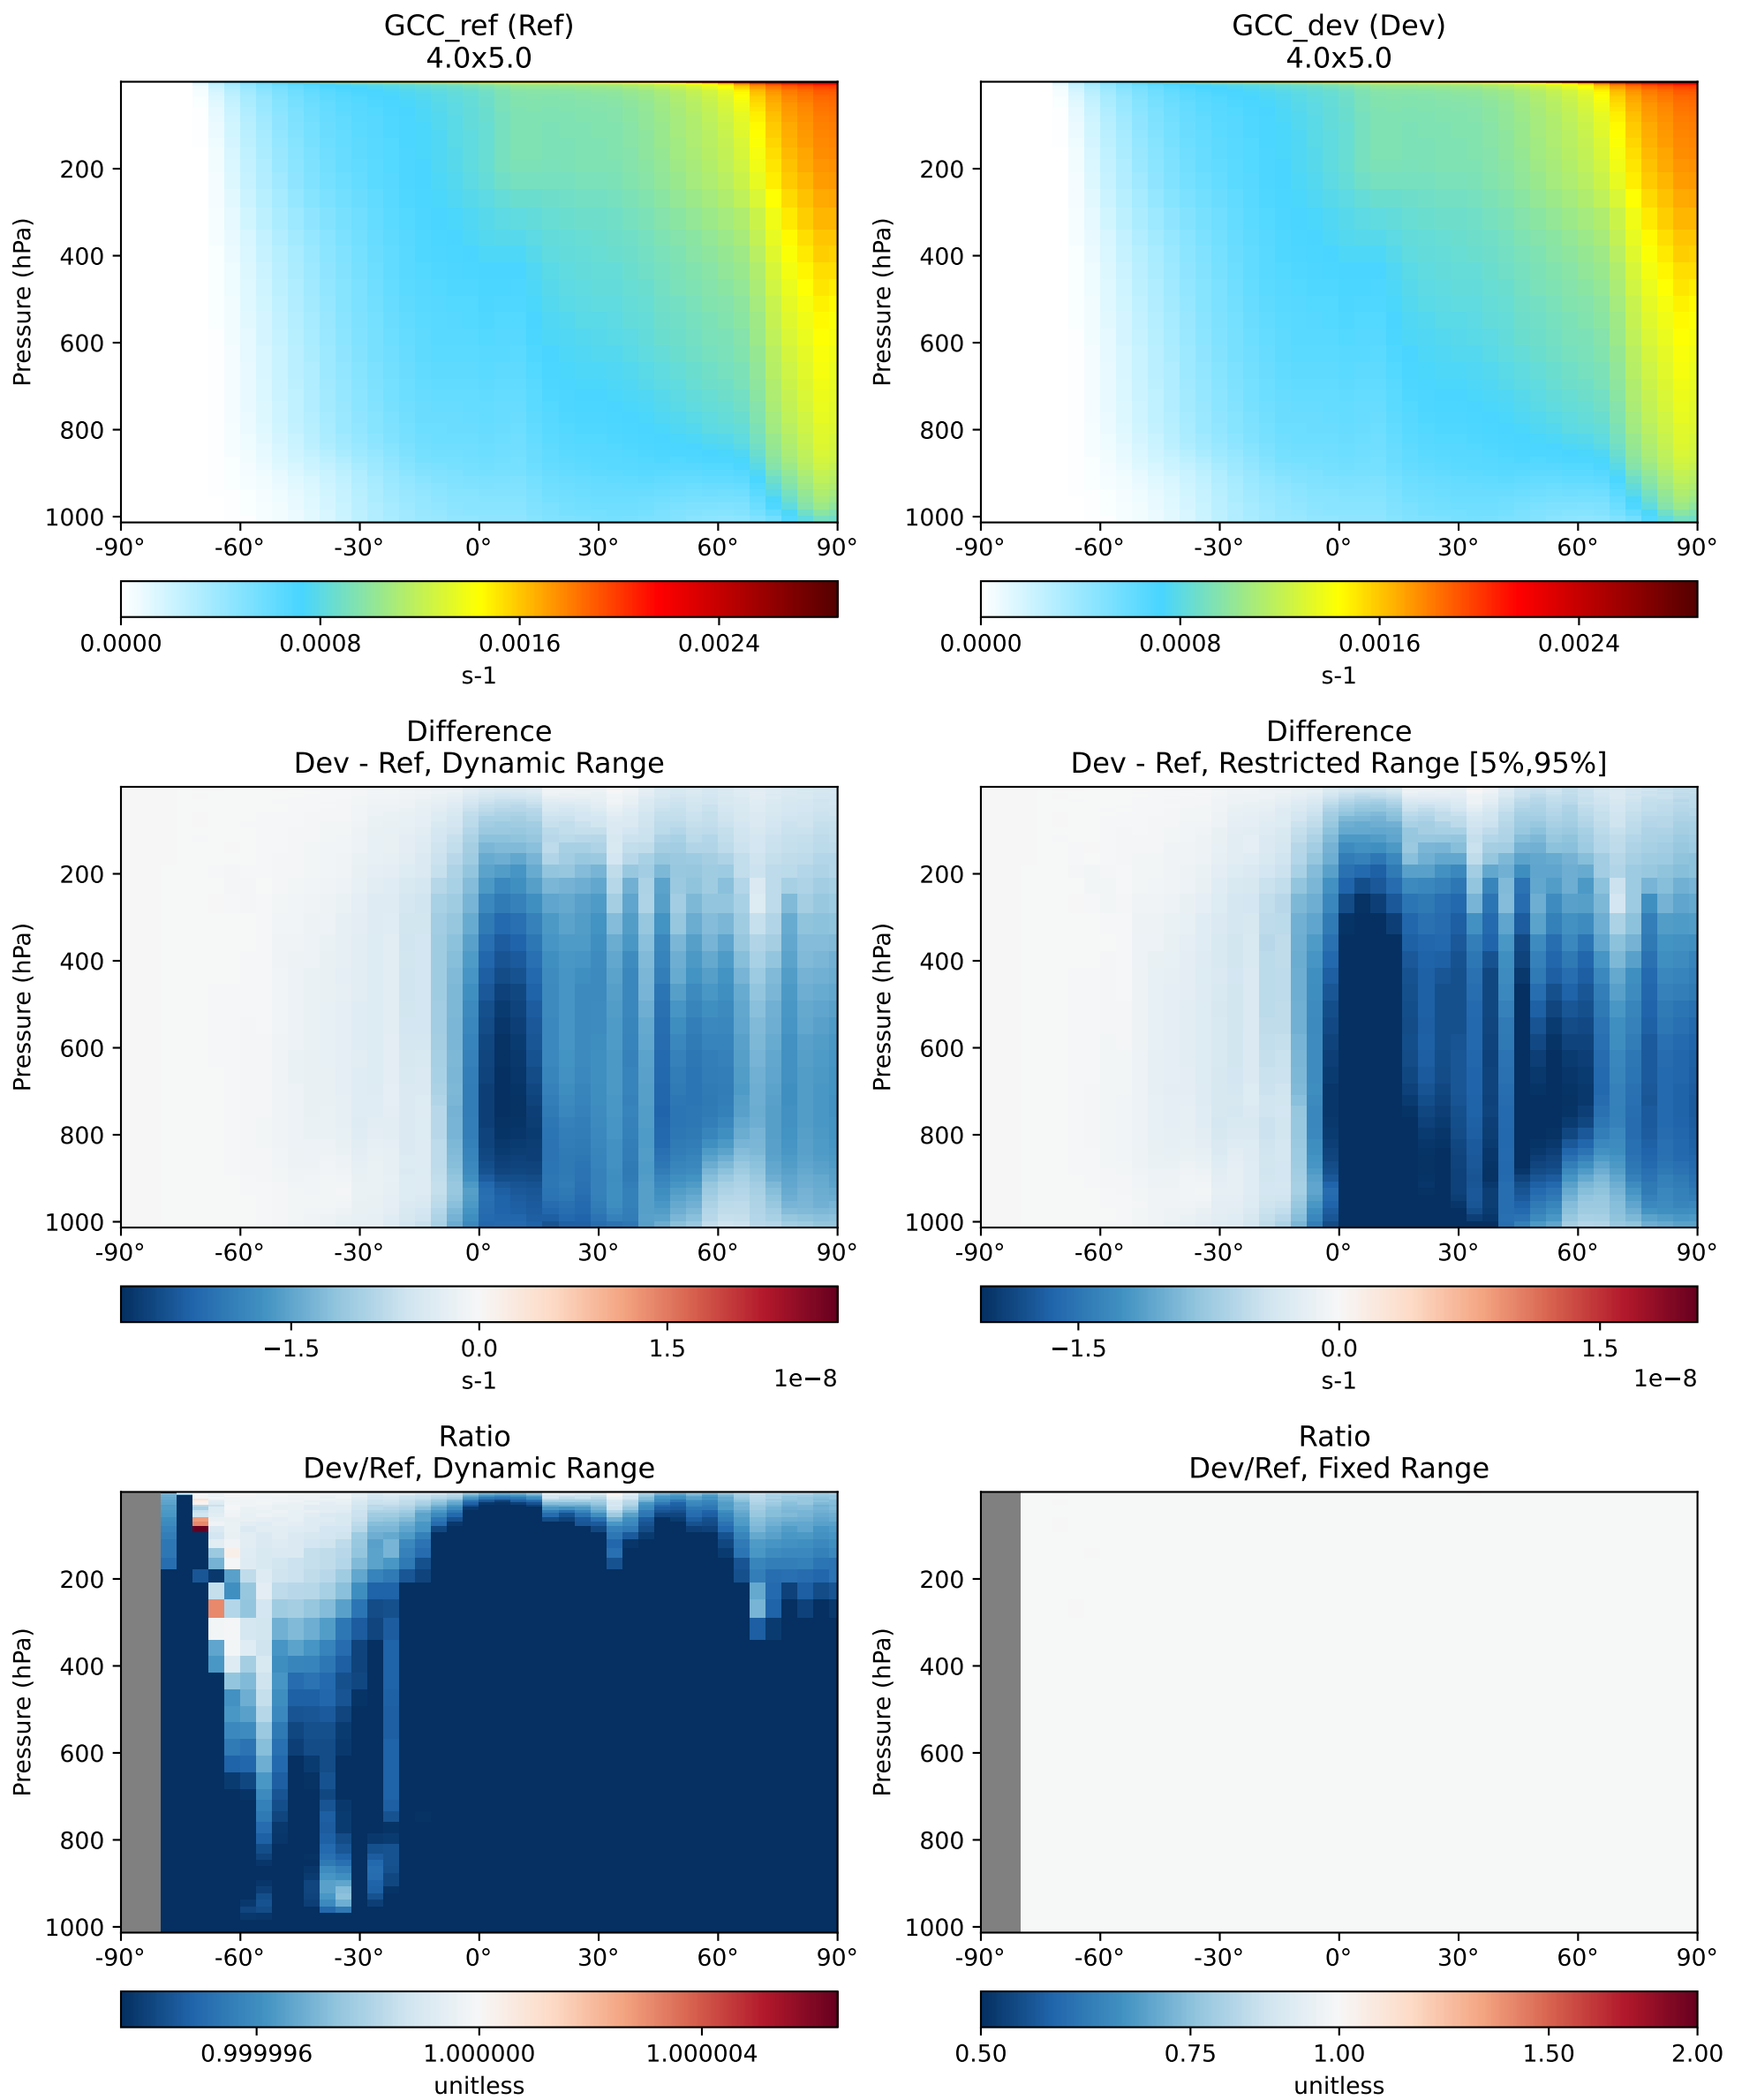 GCC_ref (Ref)
4.0x5.0
Pressure (hPa)
200
400
600
800
1000
-90° -60° -30° 0° 30° 60° 90°
0.0000 0.0008 0.0016 0.0024
s-1
GCC_dev (Dev)
4.0x5.0
Pressure (hPa)
200
400
600
800
1000
-90° -60° -30° 0° 30° 60° 90°
0.0000 0.0008 0.0016 0.0024
s-1
Difference
Dev - Ref, Dynamic Range
Pressure (hPa)
200
400
600
800
1000
-90° -60° -30° 0° 30° 60° 90°
−1.5 0.0 1.5
s-1 1e−8
Difference
Dev - Ref, Restricted Range [5%,95%]
Pressure (hPa)
200
400
600
800
1000
-90° -60° -30° 0° 30° 60° 90°
−1.5 0.0 1.5
s-1 1e−8
Ratio
Dev/Ref, Dynamic Range
Pressure (hPa)
200
400
600
800
1000
-90° -60° -30° 0° 30° 60° 90°
0.999996 1.000000 1.000004
unitless
Ratio
Dev/Ref, Fixed Range
Pressure (hPa)
200
400
600
800
1000
-90° -60° -30° 0° 30° 60° 90°
0.50 0.75 1.00 1.50 2.00
unitless